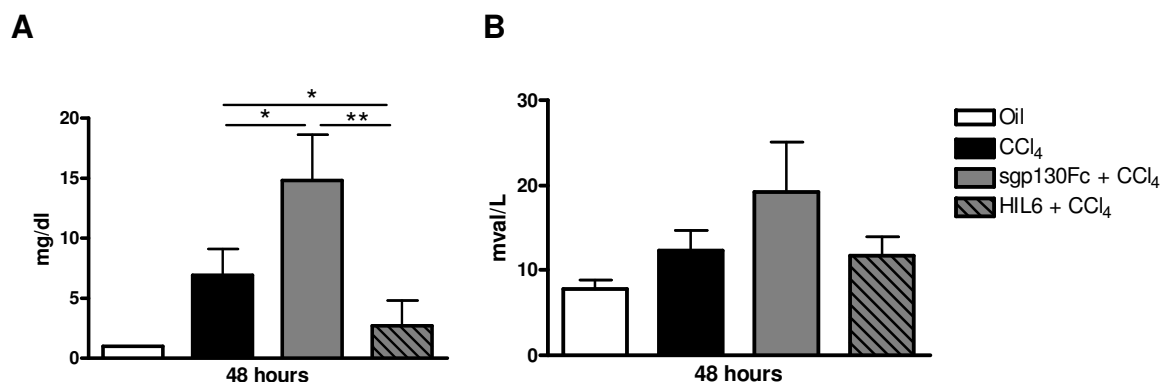 A
mg/dl
20
15
10
5
0
*
*
**
48 hours
B
mval/L
30
20
10
0
48 hours
Oil
CCl4
sgp130Fc + CCl4
HIL6 + CCl4